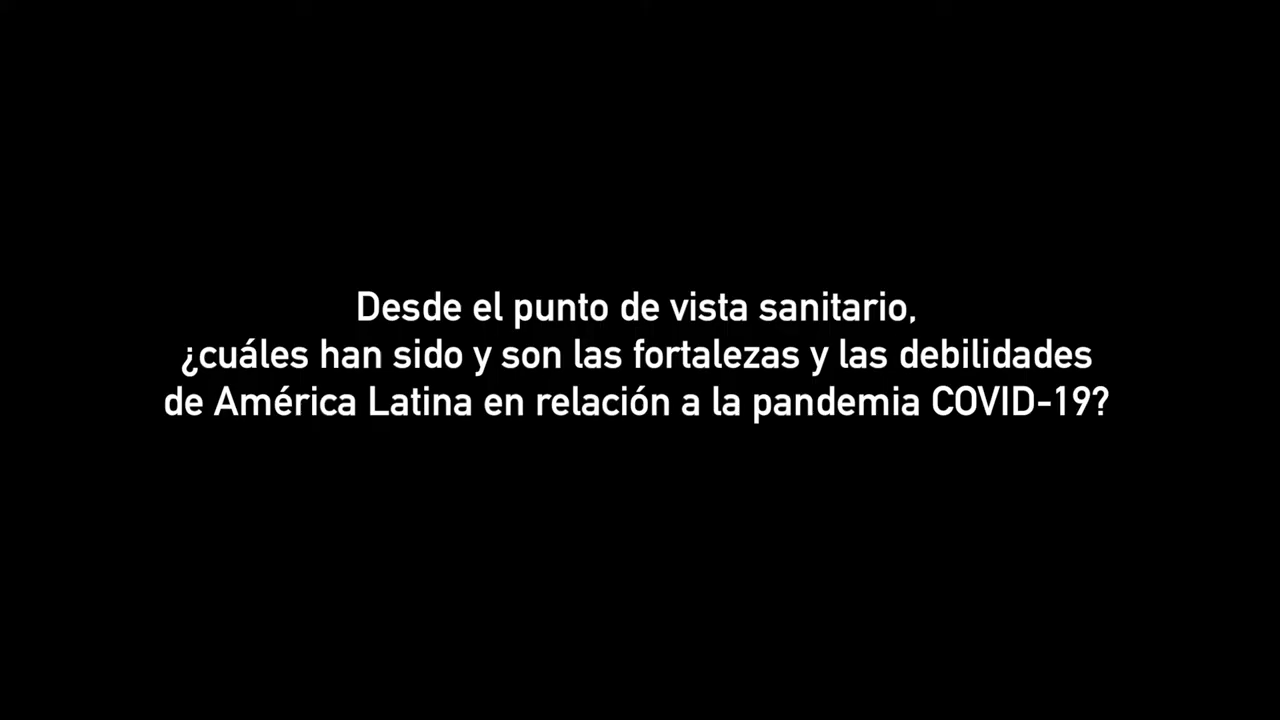 Desde el punto de vista sanitario,
¿cuáles han sido y son las fortalezas y las debilidades
de América Latina en relación a la pandemia COVID-19?